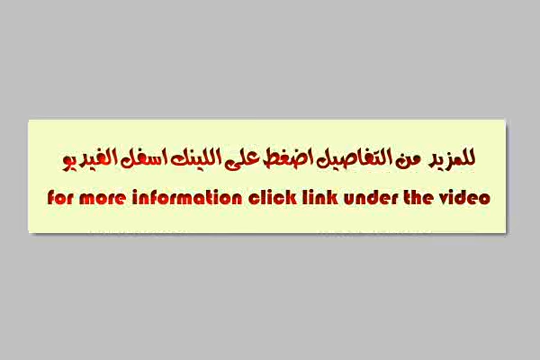 للمزيد من التفاصيل اضغط على اللينك اسفل الفيديو
for more information click link under the video